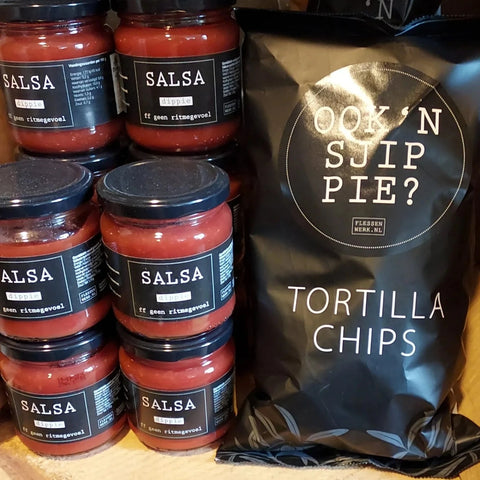 SALSA
dippie
ff geen ritmegevoel
SALSA
dippie
ff geen ritmegevoel
ALSA
dippie
geen ritmegevoel
SALSA
dippie
ff geen ritmegevoel
SALSA
dippie
ff geen ritmegevoel
SALSA
dippie
ff geen ritmegevoel
OOK 'N
SJIP
PIE?
FLESSEN
WERK.NL
TORTILLA
CHIPS